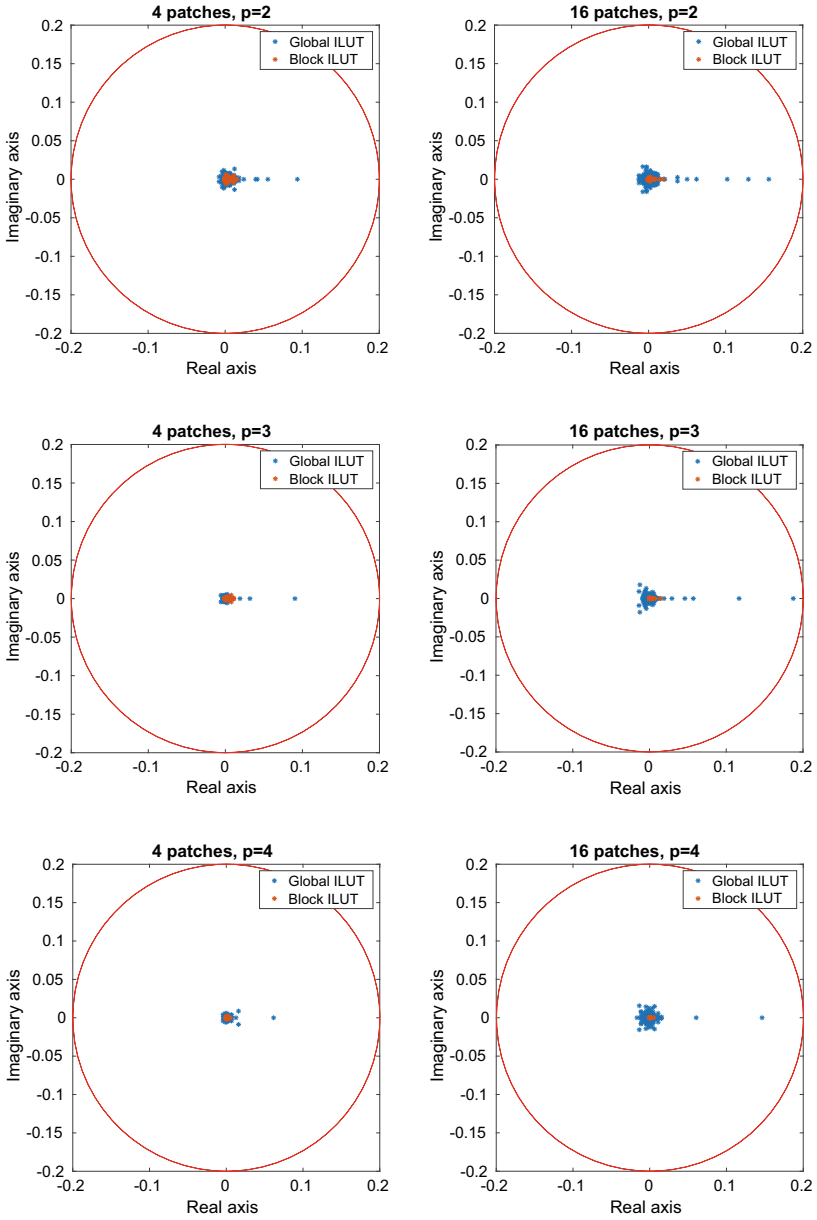 4 patches, p=2
Global ILUT
Block ILUT
0.2
0.15
0.1
0.05
0
-0.05
-0.1
-0.15
-0.2
Imaginary axis
-0.2 -0.1 0 0.1 0.2
Real axis
16 patches, p=2
Global ILUT
Block ILUT
0.2
0.15
0.1
0.05
0
-0.05
-0.1
-0.15
-0.2
Imaginary axis
-0.2 -0.1 0 0.1 0.2
Real axis
4 patches, p=3
Global ILUT
Block ILUT
0.2
0.15
0.1
0.05
0
-0.05
-0.1
-0.15
-0.2
Imaginary axis
-0.2 -0.1 0 0.1 0.2
Real axis
16 patches, p=3
Global ILUT
Block ILUT
0.2
0.15
0.1
0.05
0
-0.05
-0.1
-0.15
-0.2
Imaginary axis
-0.2 -0.1 0 0.1 0.2
Real axis
4 patches, p=4
Global ILUT
Block ILUT
0.2
0.15
0.1
0.05
0
-0.05
-0.1
-0.15
-0.2
Imaginary axis
-0.2 -0.1 0 0.1 0.2
Real axis
16 patches, p=4
Global ILUT
Block ILUT
0.2
0.15
0.1
0.05
0
-0.05
-0.1
-0.15
-0.2
Imaginary axis
-0.2 -0.1 0 0.1 0.2
Real axis